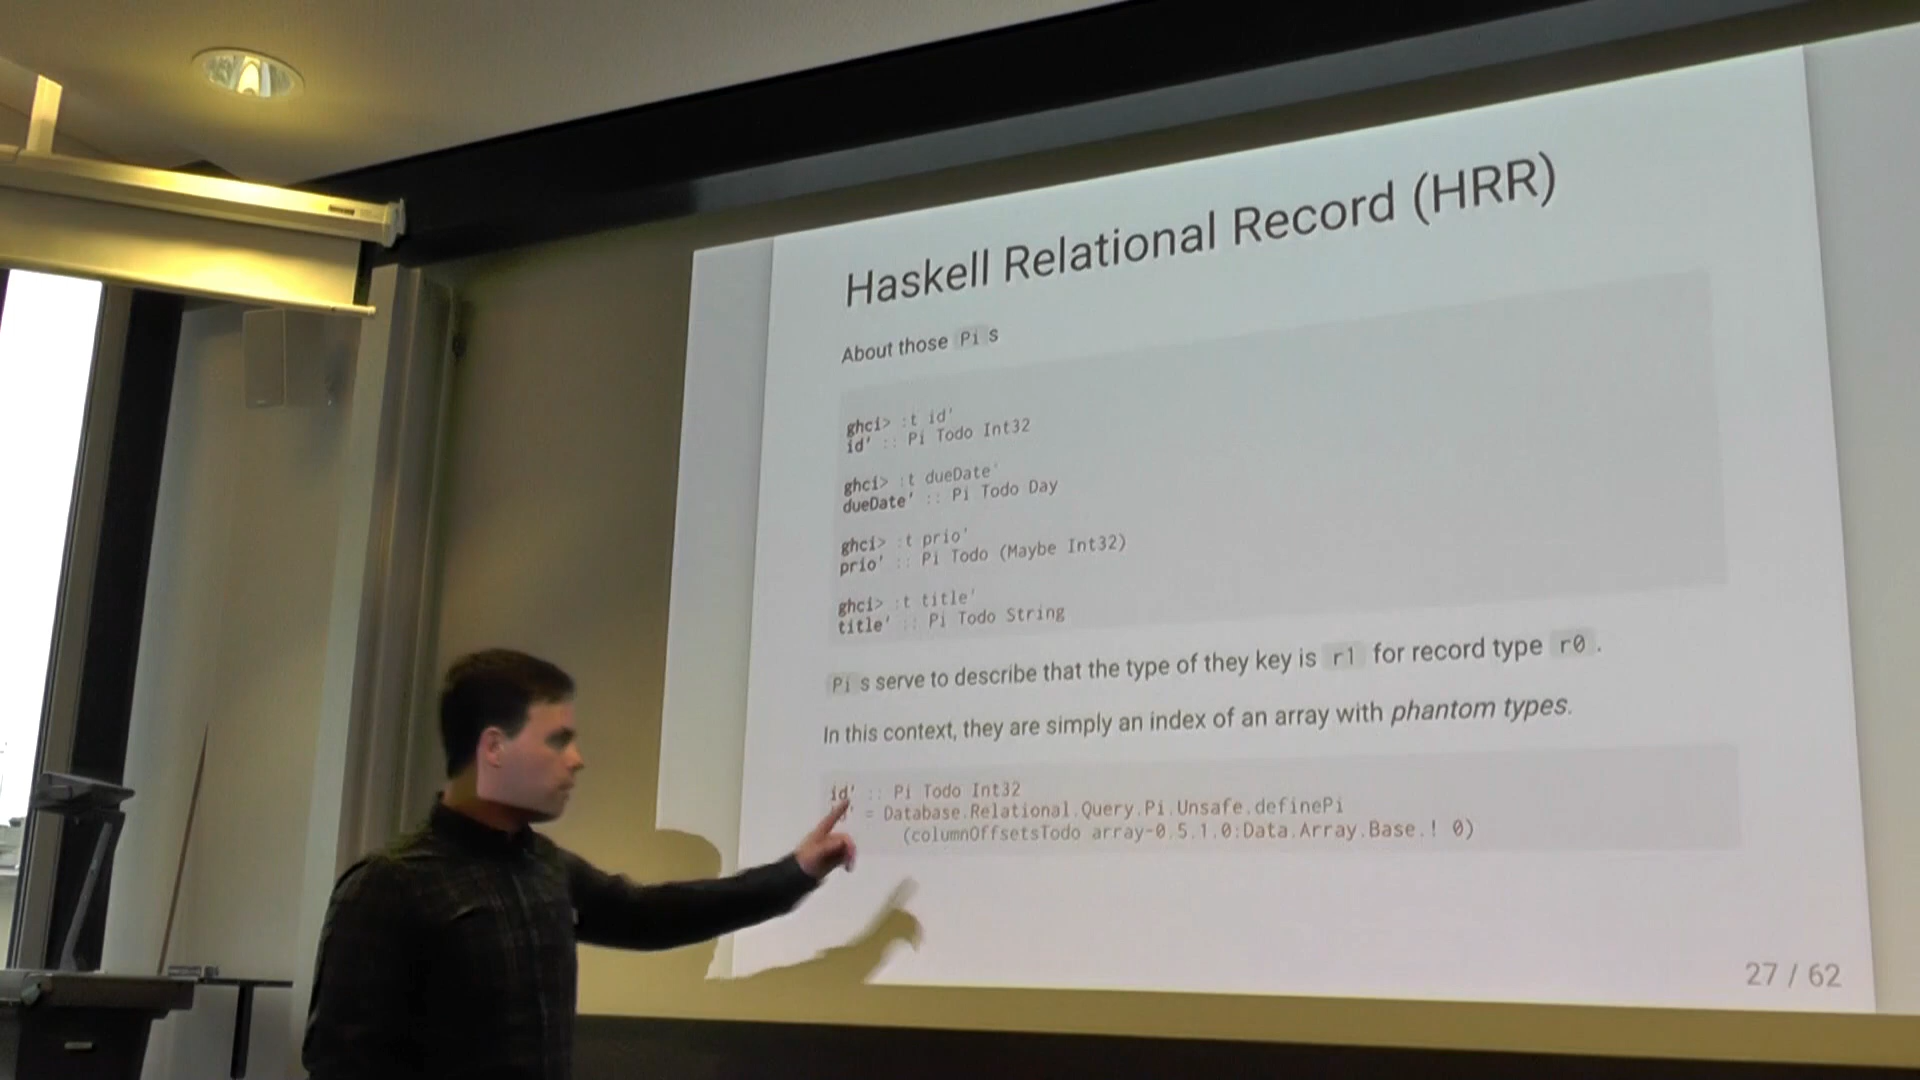 Haskell Relational Record (HRR)
About those Pi s
ghci> :t id'
id' :: Pi Todo Int32
ghci> :t dueDate'
dueDate' :: Pi Todo Day
ghci> :t prio'
prio' :: Pi Todo (Maybe Int32)
ghci> :t title'
title' :: Pi Todo String
Pi s serve to describe that the type of they key is r1 for record type r0 .
In this context, they are simply an index of an array with phantom types.
id' :: Pi Todo Int32
id' = Database.Relational.Query.Pi.Unsafe.definePi
(columnOffsetsTodo array-0.5.1.0:Data.Array.Base.! 0)
27 / 62